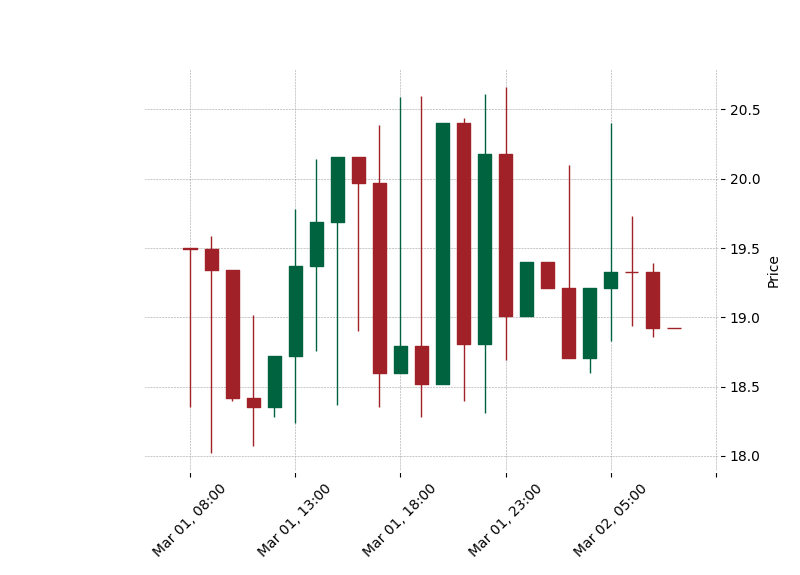 20.5
20.0
19.5
19.0
18.5
18.0
Price
Mar 01, 08:00
Mar 01, 13:00
Mar 01, 18:00
Mar 01, 23:00
Mar 02, 05:00